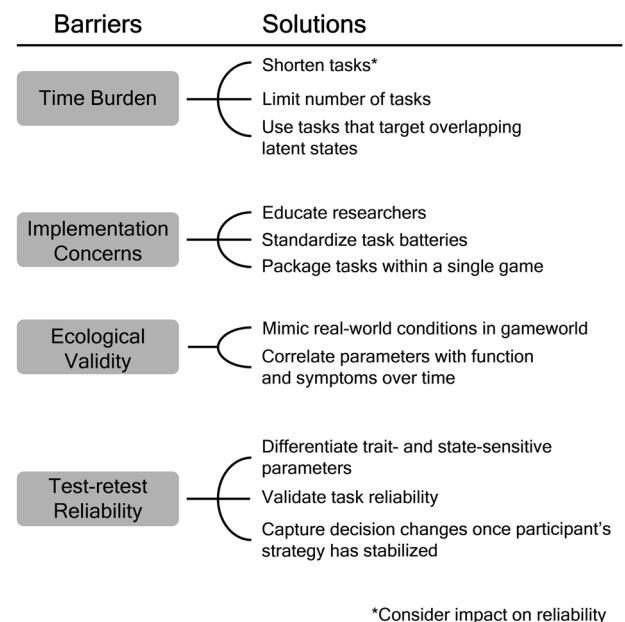 Barriers
Solutions
Time Burden
Shorten tasks*
Limit number of tasks
Use tasks that target overlapping
latent states
Implementation
Concerns
Educate researchers
Standardize task batteries
Package tasks within a single game
Ecological
Validity
Mimic real-world conditions in gameworld
Correlate parameters with function
and symptoms over time
Test-retest
Reliability
Differentiate trait- and state-sensitive
parameters
Validate task reliability
Capture decision changes once participant’s
strategy has stabilized
*Consider impact on reliability